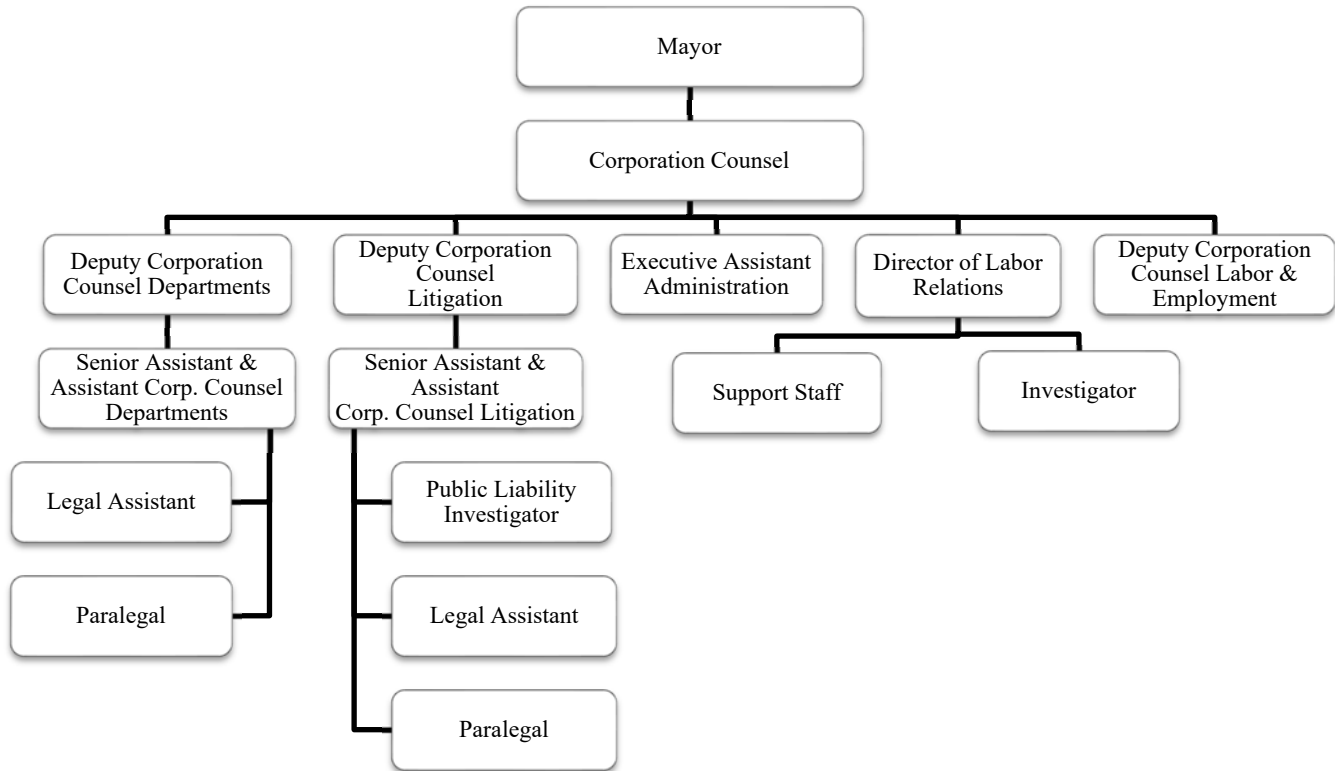 Mayor
Corporation Counsel
Deputy Corporation
Counsel Departments
Deputy Corporation
Counsel
Litigation
Executive Assistant
Administration
Director of Labor
Relations
Deputy Corporation
Counsel Labor &
Employment
Senior Assistant &
Assistant Corp. Counsel
Departments
Senior Assistant &
Assistant
Corp. Counsel Litigation
Support Staff
Investigator
Legal Assistant
Public Liability
Investigator
Paralegal
Legal Assistant
Paralegal